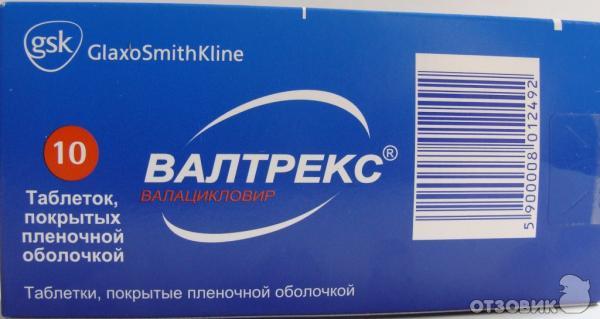 gsk GlaxoSmithKline
10
Таблеток,
покрытых
пленочной
оболочкой
ВАЛТРЕКС®
ВАЛАЦИКЛОВИР
Таблетки, покрытые пленочной оболочкой
5 900008 012492
ОТЗОВИК